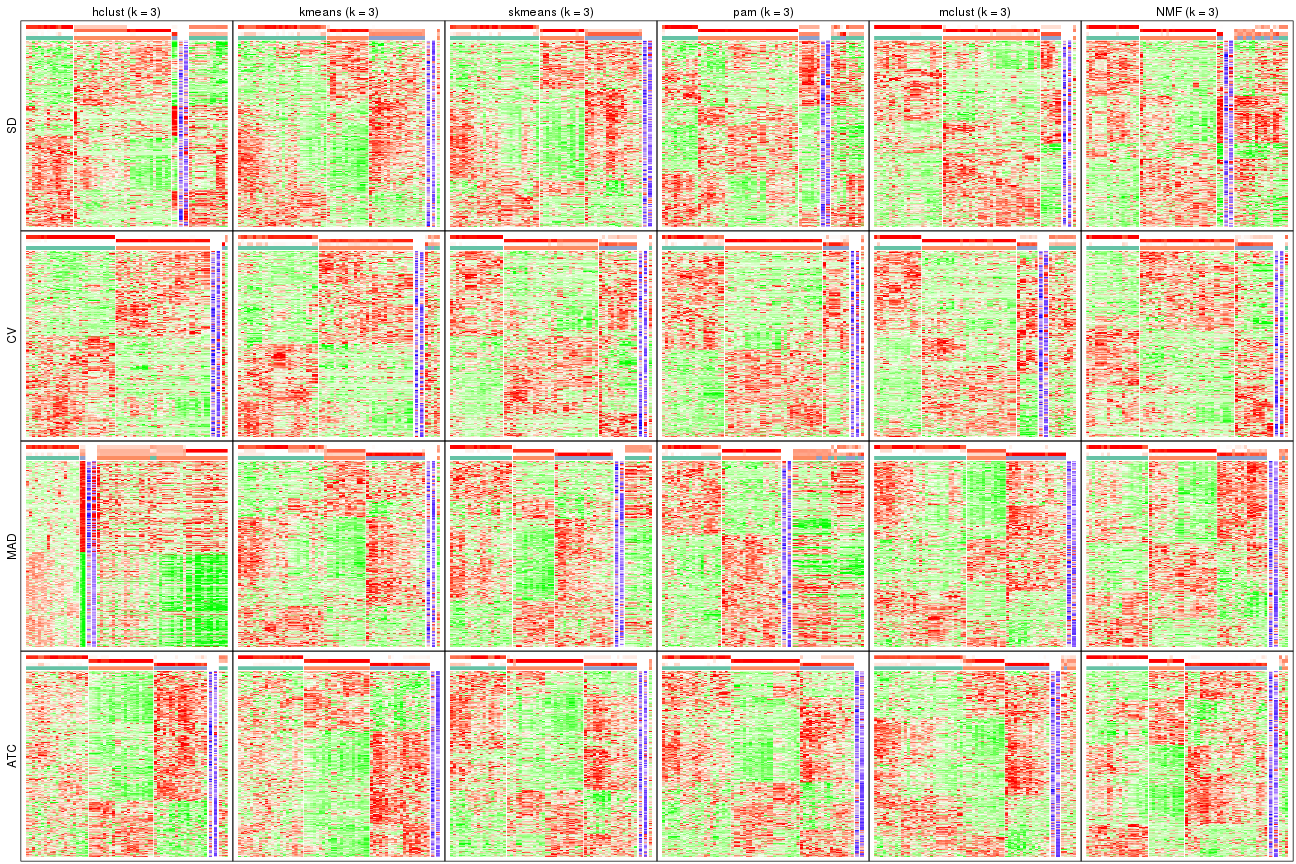 hclust (k = 3) kmeans (k = 3) skmeans (k = 3) pam (k = 3) mclust (k = 3) NMF (k = 3)
SD
CV
MAD
ATC